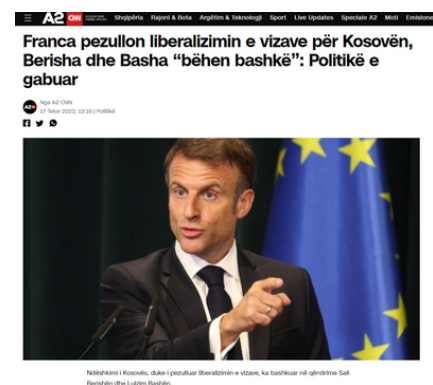 A2 CNN Shqipëria Rajoni & Bota Argëtim & Teknologji Sport Live Updates Speciale A2 Moti Emisione
Franca pezullon liberalizimin e vizave për Kosovën,
Berisha dhe Basha “bëhen bashkë”: Politikë e
gabuar
Nga A2 CNN
17 Tetor 2023, 13:16 | Politikë
Ndëshkimi i Kosovës, duke i pezulluar liberalizimin e vizave, ka bashkuar në qëndrime Sali
Berishën dhe Lulzim Bashën.